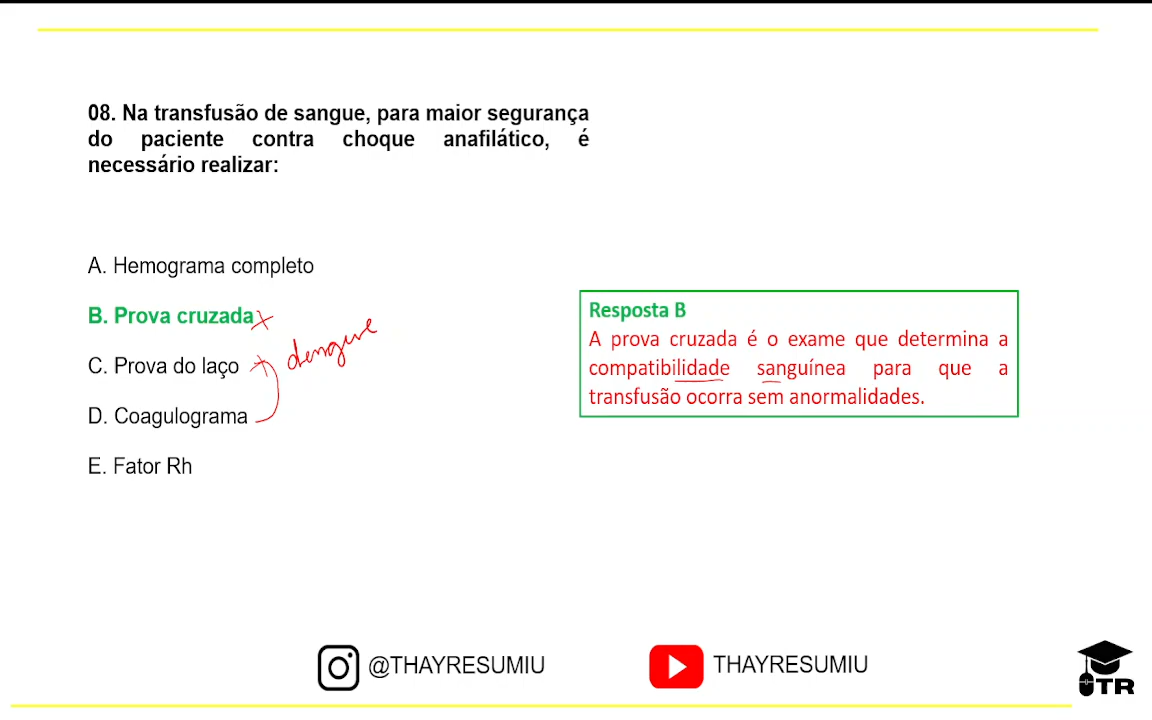 08. Na transfusão de sangue, para maior segurança
do paciente contra choque anafilático, é
necessário realizar:
A. Hemograma completo
B. Prova cruzada
C. Prova do laço
dengue
D. Coagulograma
E. Fator Rh
Resposta B
A prova cruzada é o exame que determina a
compatibilidade sanguínea para que a
transfusão ocorra sem anormalidades.
@THAYRESUMIU
THAYRESUMIU
TR